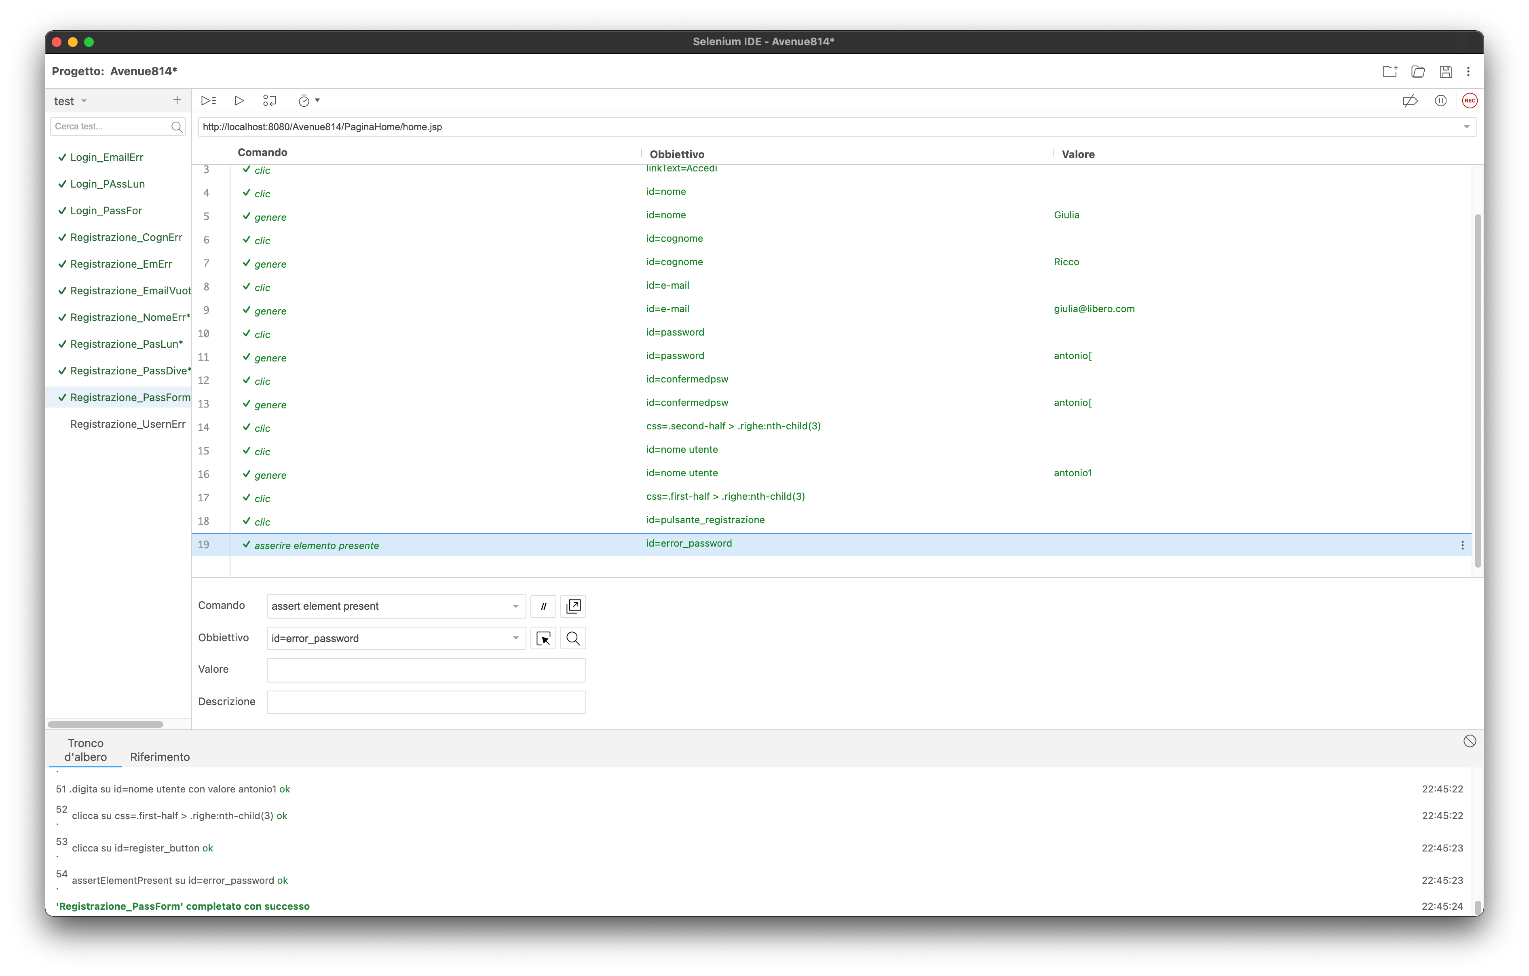 Selenium IDE - Avenue814*
Progetto: Avenue814*
test
Cerca test...
Login_EmailErr
Login_PAssLun
Login_PassFor
Registrazione_CognErr
Registrazione_EmErr
Registrazione_EmailVuot
Registrazione_NomeErr*
Registrazione_PasLun*
Registrazione_PassDive*
Registrazione_PassForm
Registrazione_UsernErr
REC
http://localhost:8080/Avenue814/PaginaHome/home.jsp
Comando Obbiettivo Valore
3 clic linkText=Accedi
4 clic id=nome
5 genere id=nome Giulia
6 clic id=cognome
7 genere id=cognome Ricco
8 clic id=e-mail
9 genere id=e-mail giulia@libero.com
10 clic id=password
11 genere id=password antonio[
12 clic id=confermedpsw
13 genere id=confermedpsw antonio[
14 clic css=.second-half > .righe:nth-child(3)
15 clic id=nome utente
16 genere id=nome utente antonio1
17 clic css=.first-half > .righe:nth-child(3)
18 clic id=pulsante_registrazione
19 asserire elemento presente id=error_password
Comando assert element present //
Obbiettivo id=error_password
Valore
Descrizione
Tronco
d'albero Riferimento
51 .digita su id=nome utente con valore antonio1 ok 22:45:22
52. clicca su css=.first-half > .righe:nth-child(3) ok 22:45:22
53. clicca su id=register_button ok 22:45:23
54. assertElementPresent su id=error_password ok 22:45:23
'Registrazione_PassForm' completato con successo 22:45:24